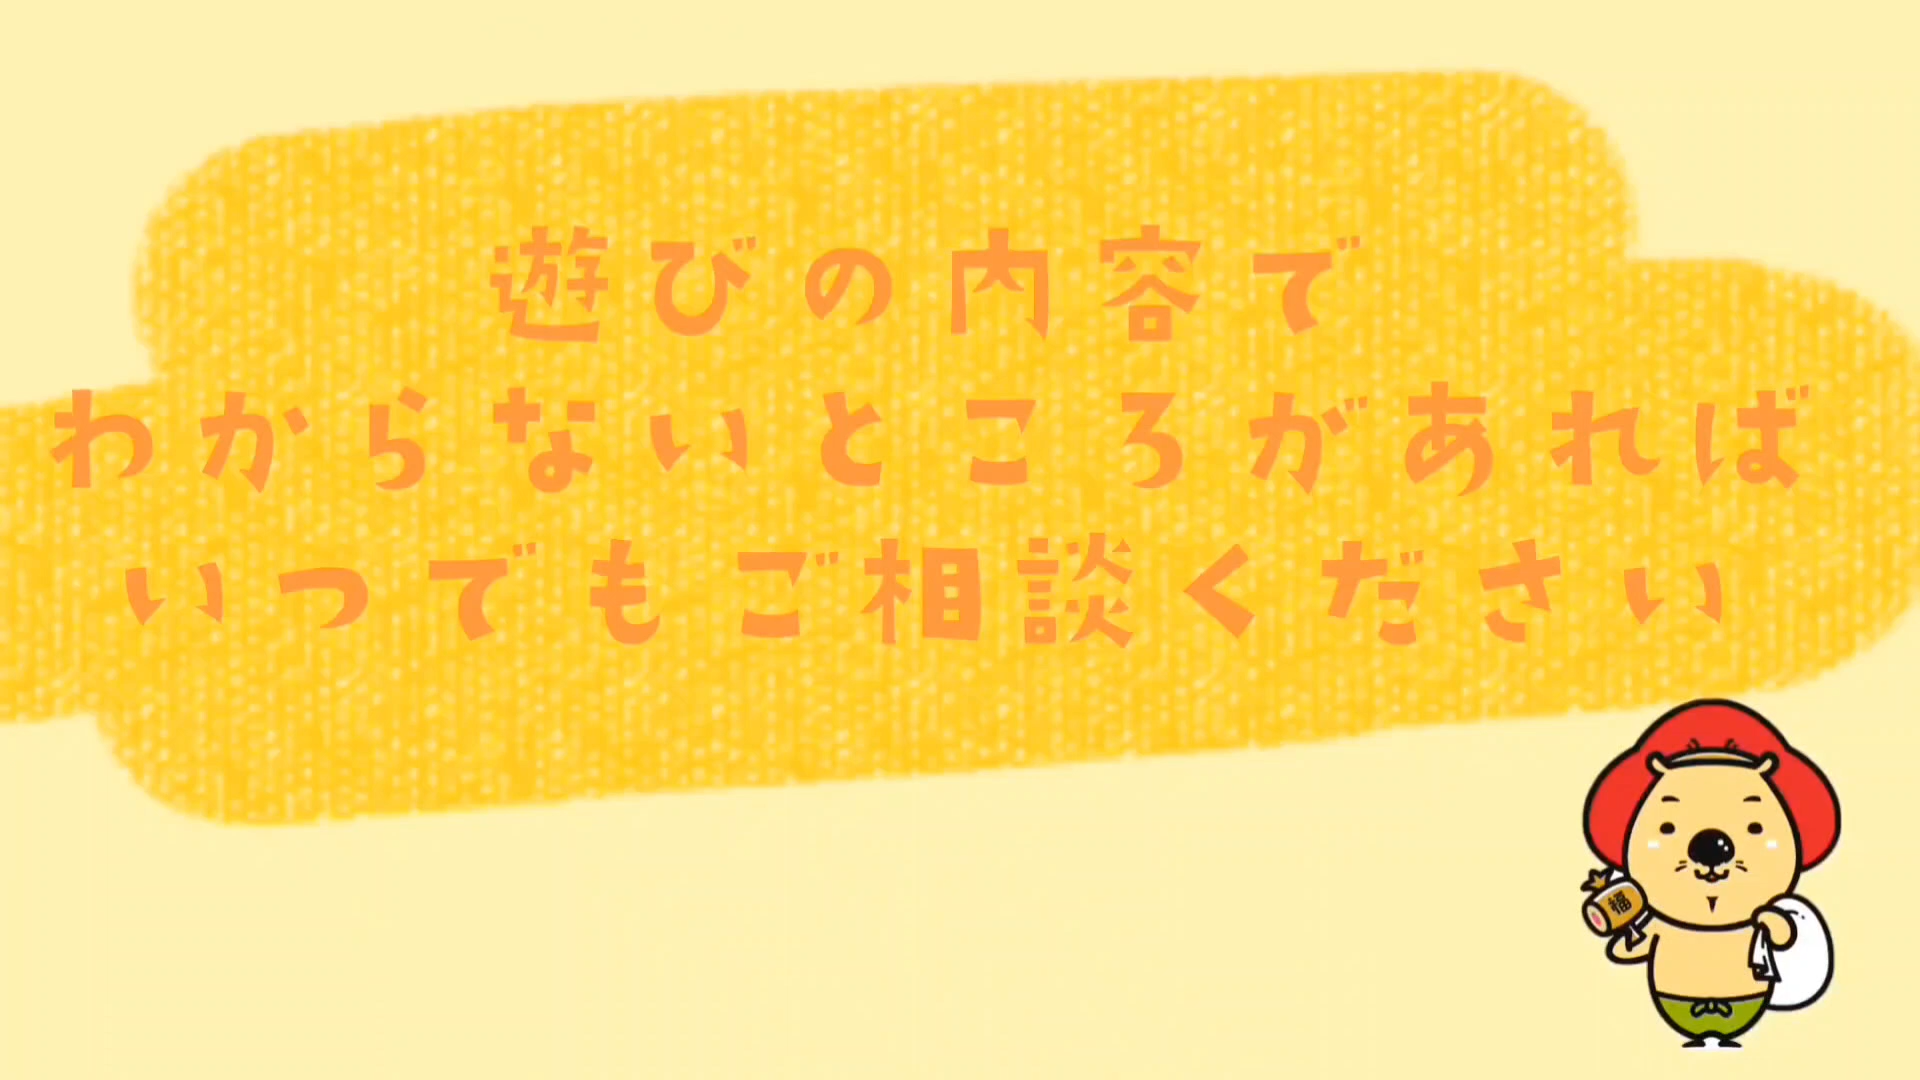 遊びの内容で
わからないところがあれば
いつでもご相談ください
福